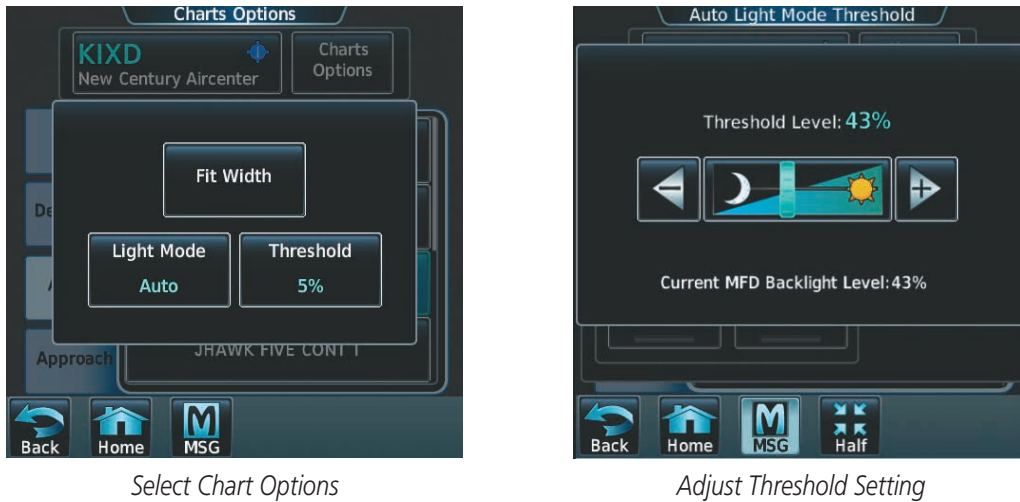 Charts Options
KIXD
New Century Aircenter
Charts
Options
Fit Width
De
Light Mode
Auto
Threshold
5%
A
Approach
JHAWK FIVE CONT 1
Back
Home
MSG
Select Chart Options
Auto Light Mode Threshold
Threshold Level: 43%
Current MFD Backlight Level: 43%
Back
Home
MSG
Half
Adjust Threshold Setting